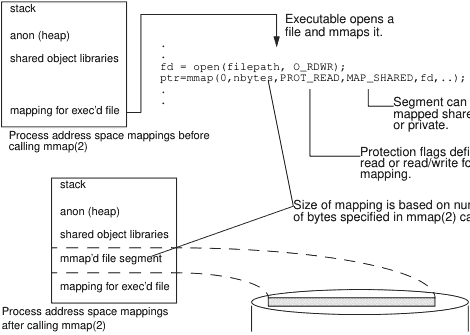 stack
anon (heap)
shared object libraries
mapping for exec'd file
Process address space mappings before
calling mmap(2)
Executable opens a
file and mmaps it.
.
.
fd = open(filepath, O_RDWR);
ptr=mmap(0,nbytes,PROT_READ,MAP_SHARED,fd,..);
.
.
Segment can
mapped share
or private.
Protection flags defi
read or read/write fo
mapping.
Size of mapping is based on nu
of bytes specified in mmap(2) ca
stack
anon (heap)
shared object libraries
mmap'd file segment
mapping for exec'd file
Process address space mappings
after calling mmap(2)